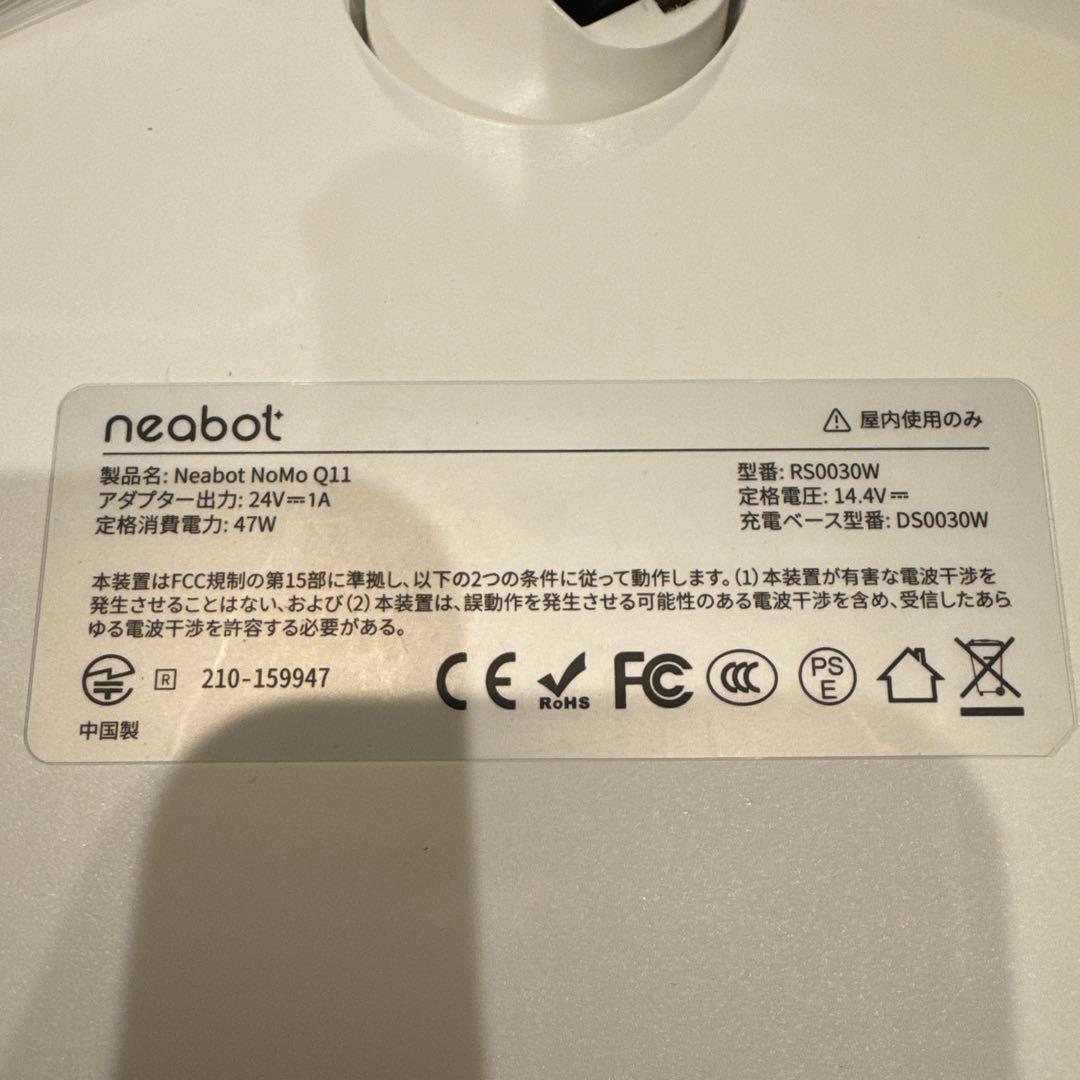 neabot
⚠ 屋内使用のみ
製品名: Neabot NoMo Q11
型番: RS0030W
アダプター出力: 24V⎓1A
定格電圧: 14.4V⎓
定格消費電力: 47W
充電ベース型番: DS0030W
本装置はFCC規制の第15部に準拠し、以下の2つの条件に従って動作します。(1) 本装置が有害な電波干渉を
発生させることはない、および (2) 本装置は、誤動作を発生させる可能性のある電波干渉を含め、受信したあら
ゆる電波干渉を許容する必要がある。
R 210-159947
CE RoHS FC CCC PSE
中国製